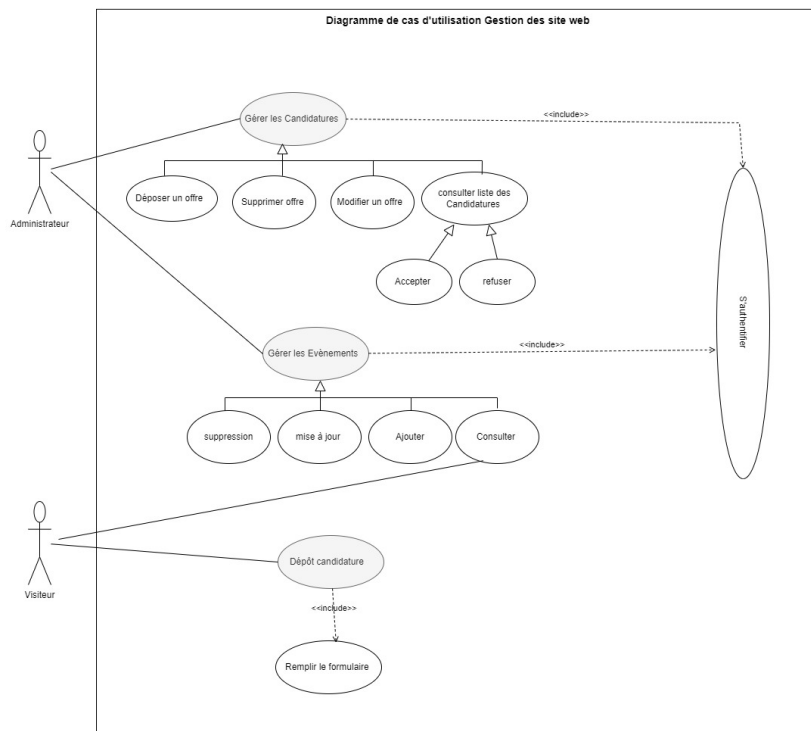 Diagramme de cas d'utilisation Gestion des site web
Gérer les Candidatures
<<include>>
Déposer un offre
Supprimer offre
Modifier un offre
consulter liste des
Candidatures
Administrateur
Accepter
refuser
S'authentifier
Gérer les Evènements
<<include>>
suppression
mise à jour
Ajouter
Consulter
Visiteur
Dépôt candidature
<<include>>
Remplir le formulaire